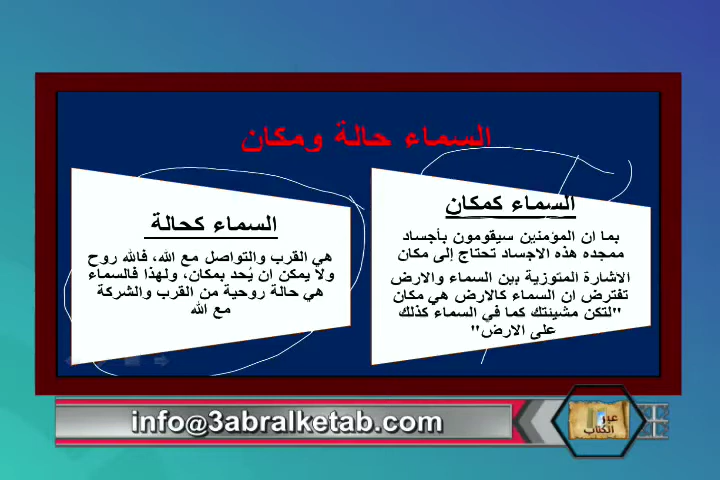 السماء حالة ومكان
السماء كمكان
بما ان المؤمنين سيقومون بأجساد
ممجده هذه الاجساد تحتاج إلى مكان
الاشارة المتوزية بين السماء والارض
تفترض ان السماء كالارض هي مكان
"لتكن مشيئتك كما في السماء كذلك
على الارض"
السماء كحالة
هي القرب والتواصل مع الله، فالله روح
ولا يمكن ان يُحد بمكان، ولهذا فالسماء
هي حالة روحية من القرب والشركة
مع الله
info@3abralketab.com
عبر
الكتاب